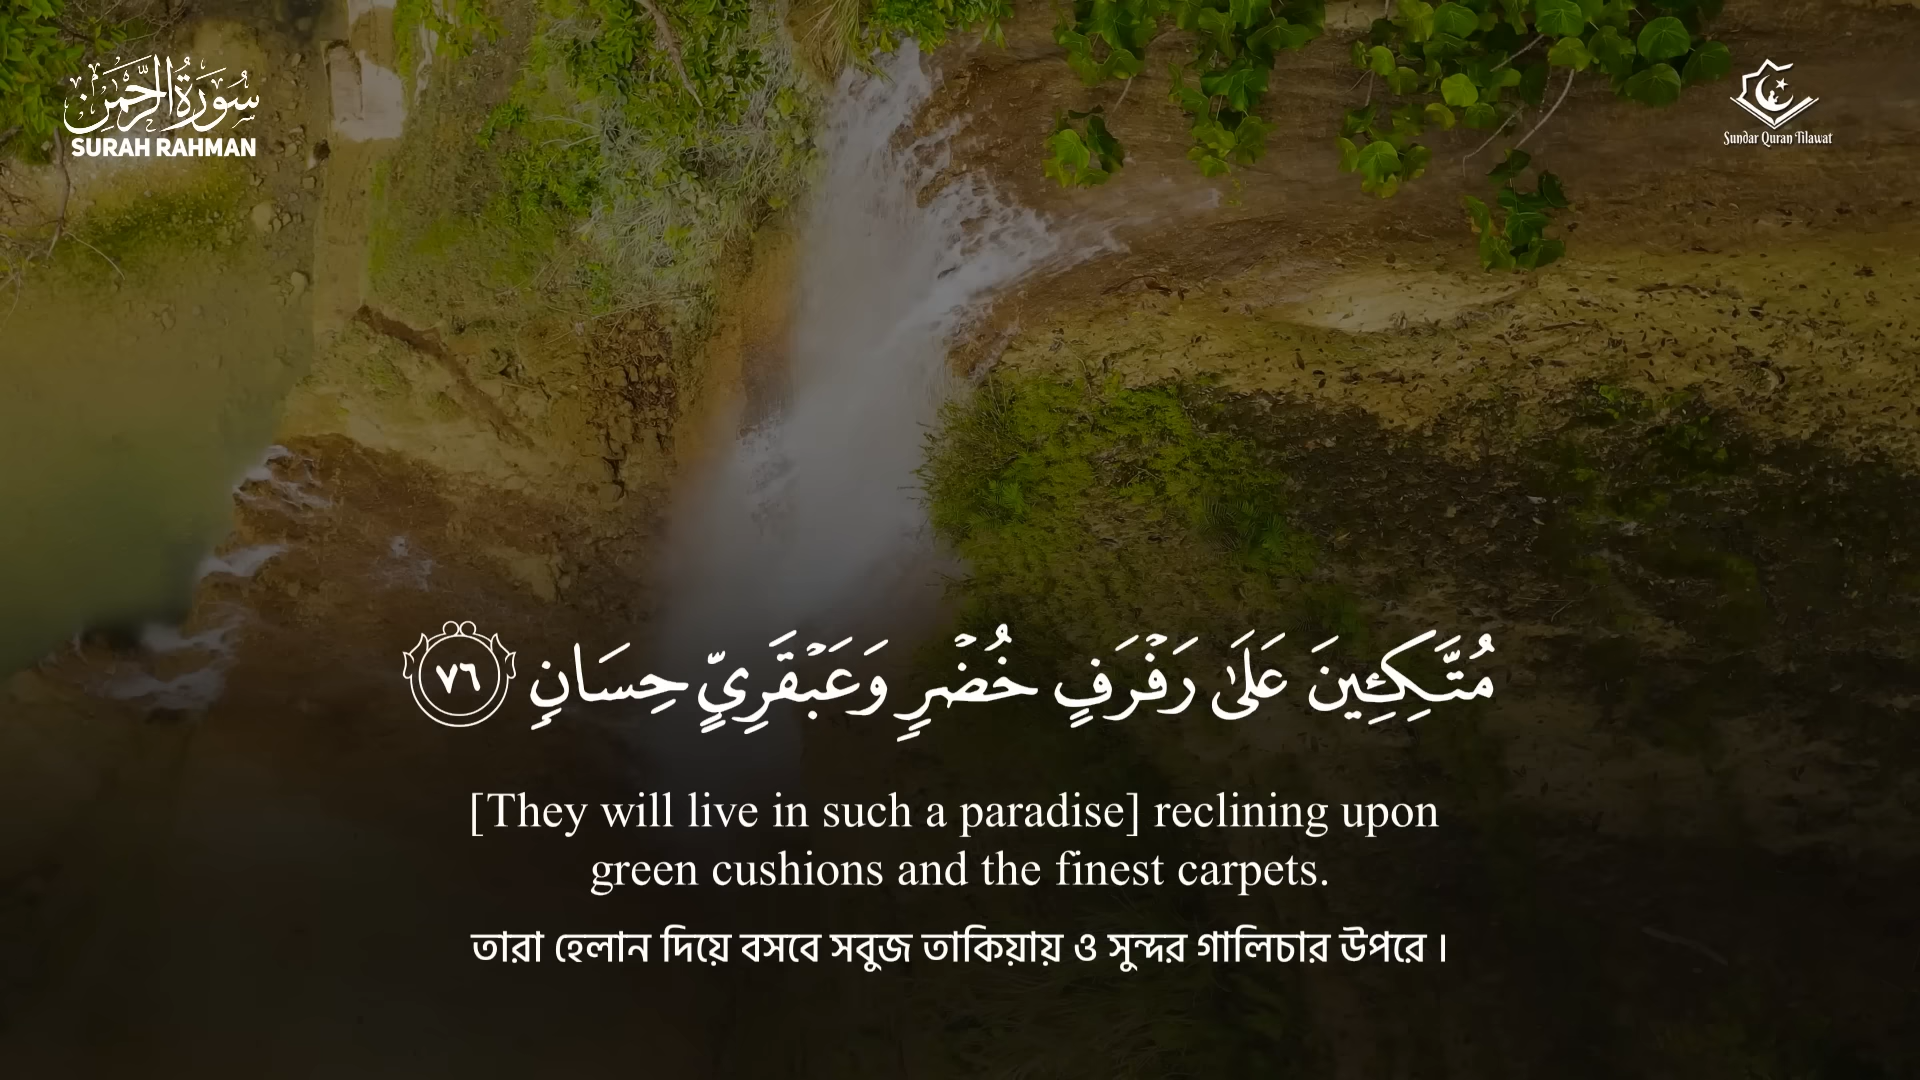 سُورَةُ الرَّحْمَٰن
SURAH RAHMAN
Sundar Quran Tilawat
مُتَّكِـِٔينَ عَلَىٰ رَفْرَفٍ خُضْرٍ وَعَبْقَرِيٍّ حِسَانٍ ٧٦
[They will live in such a paradise] reclining upon
green cushions and the finest carpets.
তারা হেলান দিয়ে বসবে সবুজ তাকিয়ায় ও সুন্দর গালিচার উপরে ।